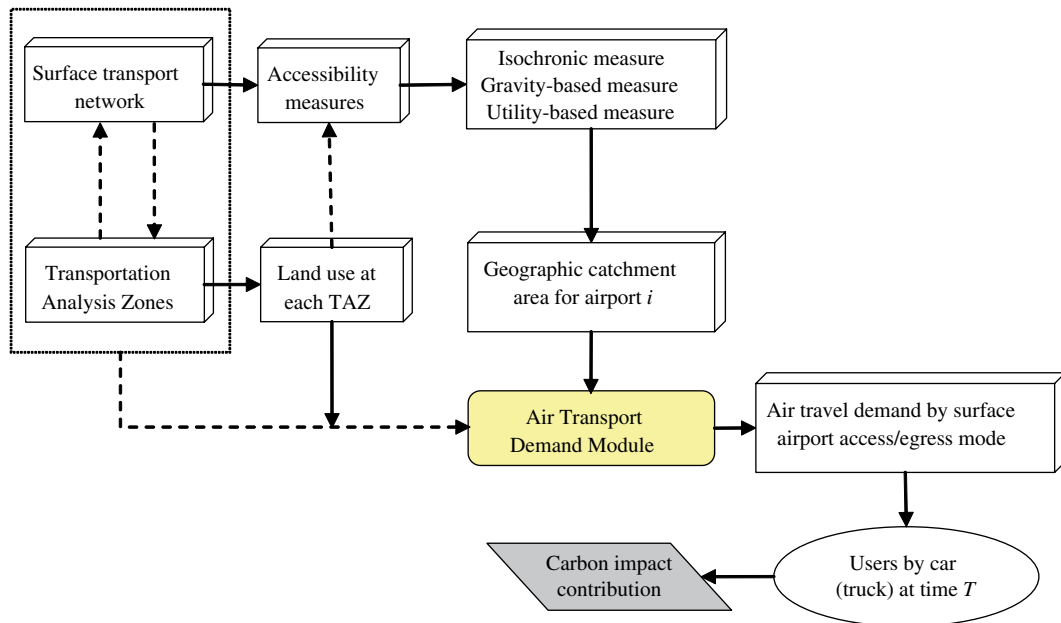 Surface transport
network
Accessibility
measures
Isochronic measure
Gravity-based measure
Utility-based measure
Transportation
Analysis Zones
Land use at
each TAZ
Geographic catchment
area for airport i
Air Transport
Demand Module
Air travel demand by surface
airport access/egress mode
Carbon impact
contribution
Users by car
(truck) at time T